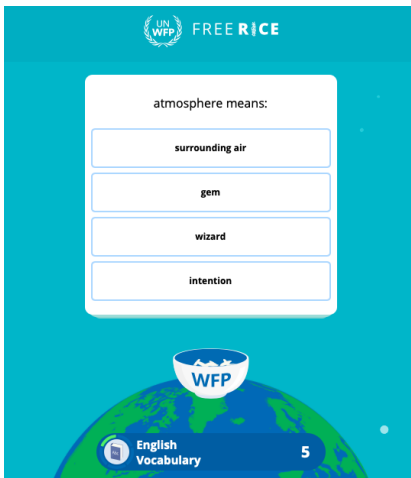 UN
WFP
FREE RICE
atmosphere means:
surrounding air
gem
wizard
intention
WFP
English
Vocabulary
5